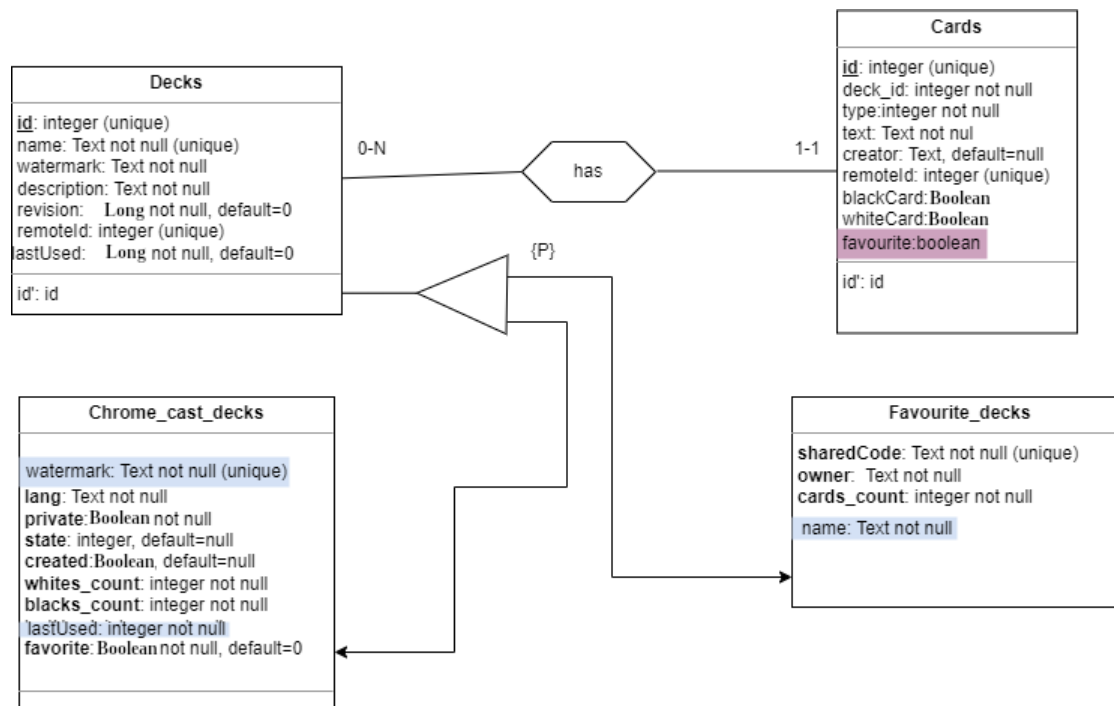 Cards
id: integer (unique)
deck_id: integer not null
type:integer not null
text: Text not nul
creator: Text, default=null
remoteId: integer (unique)
blackCard:Boolean
whiteCard:Boolean
favourite:boolean
id': id
Decks
id: integer (unique)
name: Text not null (unique)
watermark: Text not null
description: Text not null
revision: Long not null, default=0
remoteId: integer (unique)
lastUsed: Long not null, default=0
id': id
0-N
has
1-1
{P}
Chrome_cast_decks
watermark: Text not null (unique)
lang: Text not null
private:Boolean not null
state: integer, default=null
created:Boolean, default=null
whites_count: integer not null
blacks_count: integer not null
lastUsed: integer not null
favorite:Boolean not null, default=0
Favourite_decks
sharedCode: Text not null (unique)
owner: Text not null
cards_count: integer not null
name: Text not null